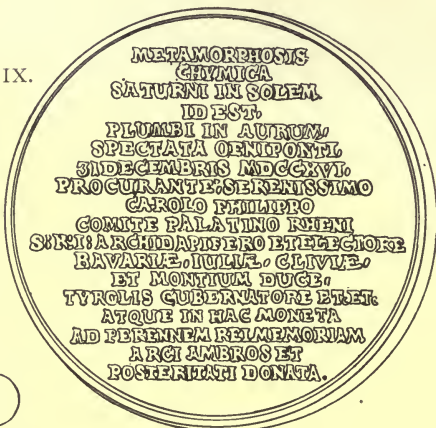 IX.
METAMORPHOSIS
CHYMICA
SATURNI IN SOLEM
ID EST.
PLUMBI IN AURUM,
SPECTATA OENIPONTI.
31 DECEMBRIS MDCCXVI.
PROCURANTE, SERENISSIMO
CAROLO PHILIPPO
COMITE PALATINO RHENI
S: R: I: ARCHIDAPIFERO ET ELECTORE
BAVARIÆ, IULIÆ, CLIVIÆ,
ET MONTIUM DUCE,
TYROLIS GUBERNATORE ET.ET.
ATQUE IN HAC MONETA
AD PERENNEM REI MEMORIAM
ARCI AMBROS ET
POSTERITATI DONATA.